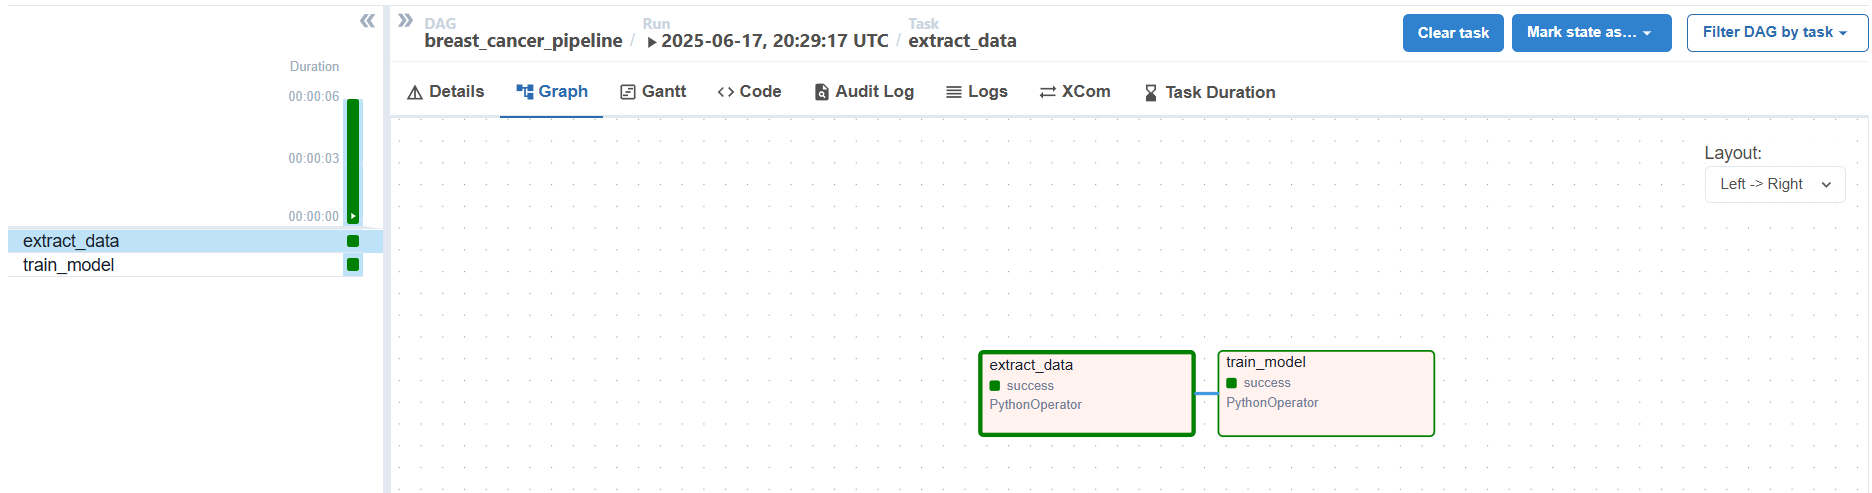 Duration
00:00:06
00:00:03
00:00:00
extract_data
train_model
DAG
breast_cancer_pipeline
/
Run
2025-06-17, 20:29:17 UTC
/
Task
extract_data
Clear task
Mark state as...
Filter DAG by task
Details
Graph
Gantt
Code
Audit Log
Logs
XCom
Task Duration
Layout:
Left -> Right
extract_data
success
PythonOperator
train_model
success
PythonOperator